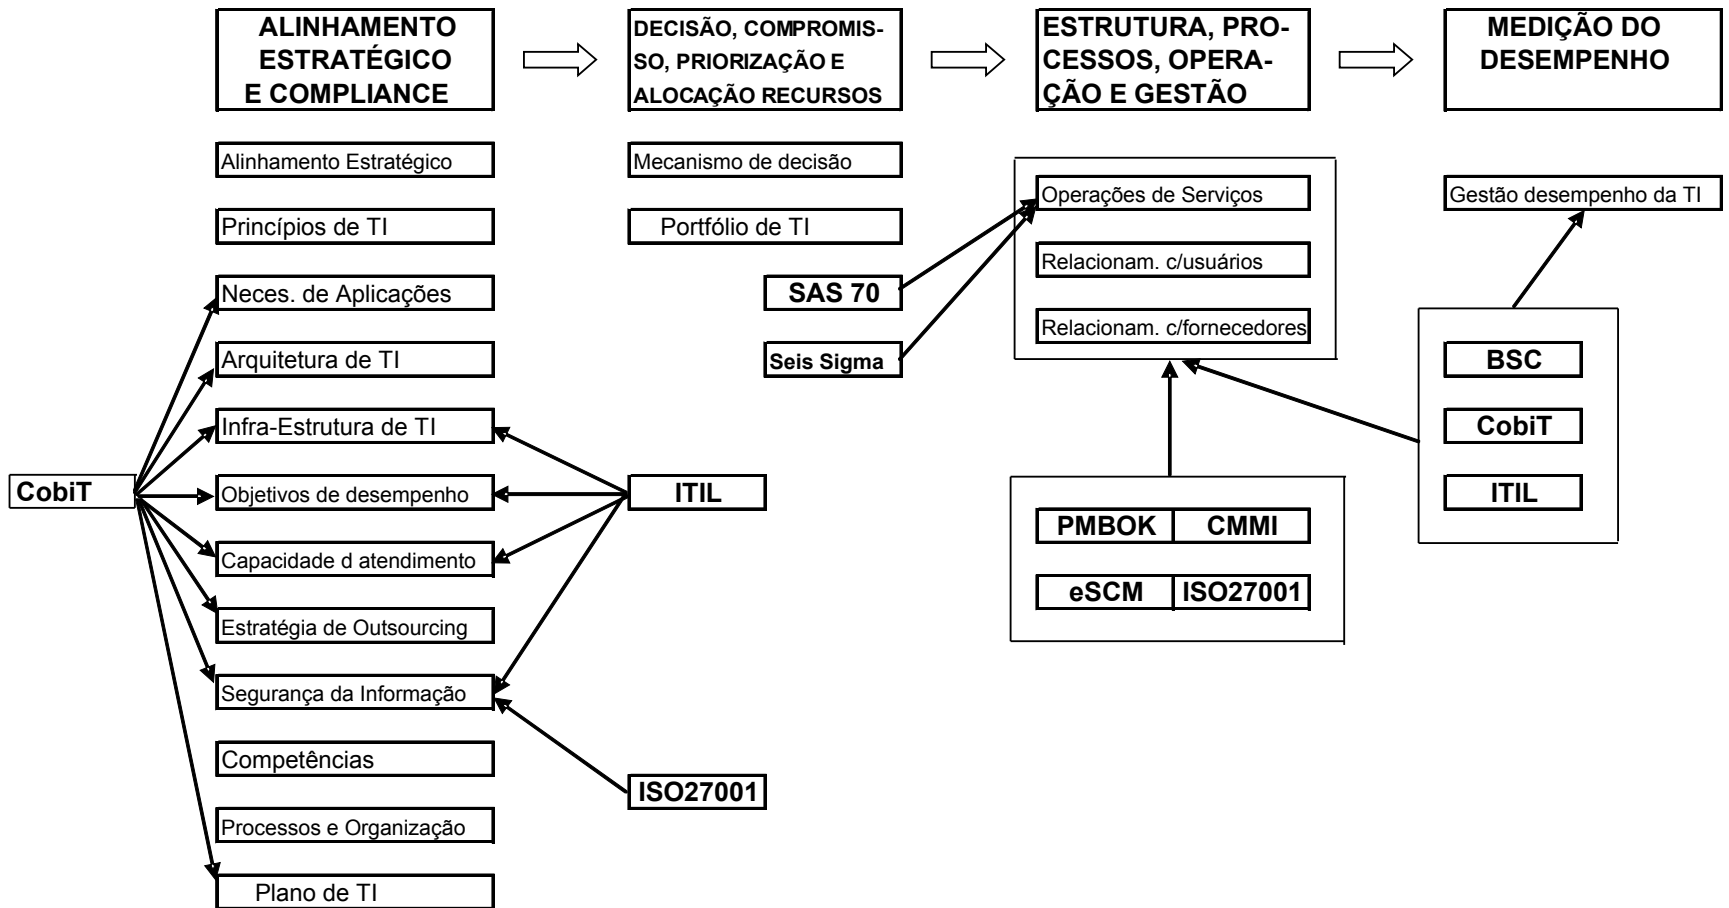 ALINHAMENTO
ESTRATÉGICO
E COMPLIANCE
DECISÃO, COMPROMIS-
SO, PRIORIZAÇÃO E
ALOCAÇÃO RECURSOS
ESTRUTURA, PRO-
CESSOS, OPERA-
ÇÃO E GESTÃO
MEDIÇÃO DO
DESEMPENHO
Alinhamento Estratégico
Princípios de TI
Neces. de Aplicações
Arquitetura de TI
Infra-Estrutura de TI
Objetivos de desempenho
Capacidade d atendimento
Estratégia de Outsourcing
Segurança da Informação
Competências
Processos e Organização
Plano de TI
CobiT
Mecanismo de decisão
Portfólio de TI
SAS 70
Seis Sigma
ITIL
ISO27001
Operações de Serviços
Relacionam. c/usuários
Relacionam. c/fornecedores
PMBOK CMMI
eSCM ISO27001
Gestão desempenho da TI
BSC
CobiT
ITIL